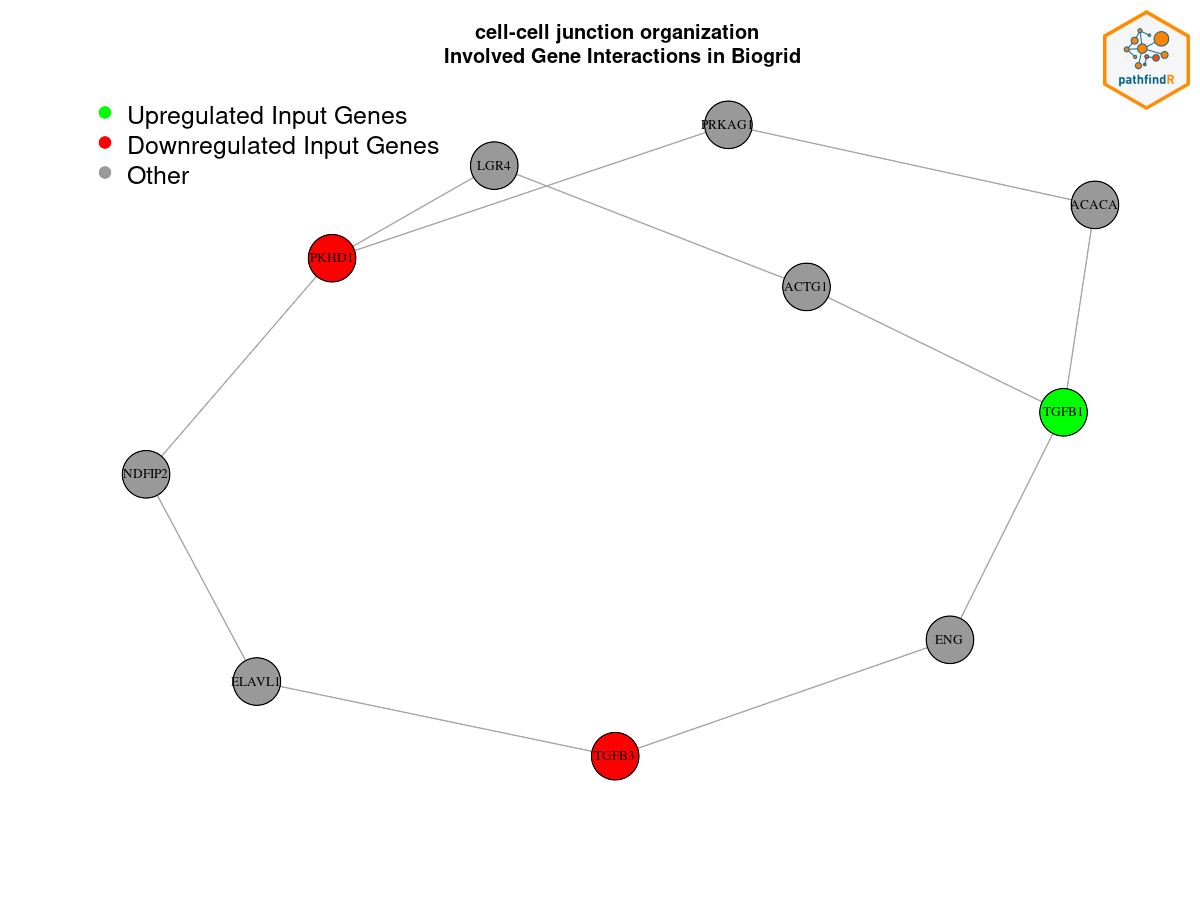 cell-cell junction organization
Involved Gene Interactions in Biogrid
pathfindR
Upregulated Input Genes
Downregulated Input Genes
Other
PRKAG1
LGR4
ACACA
PKHD1
ACTG1
TGFB1
NDFIP2
ENG
ELAVL1
TGFB3